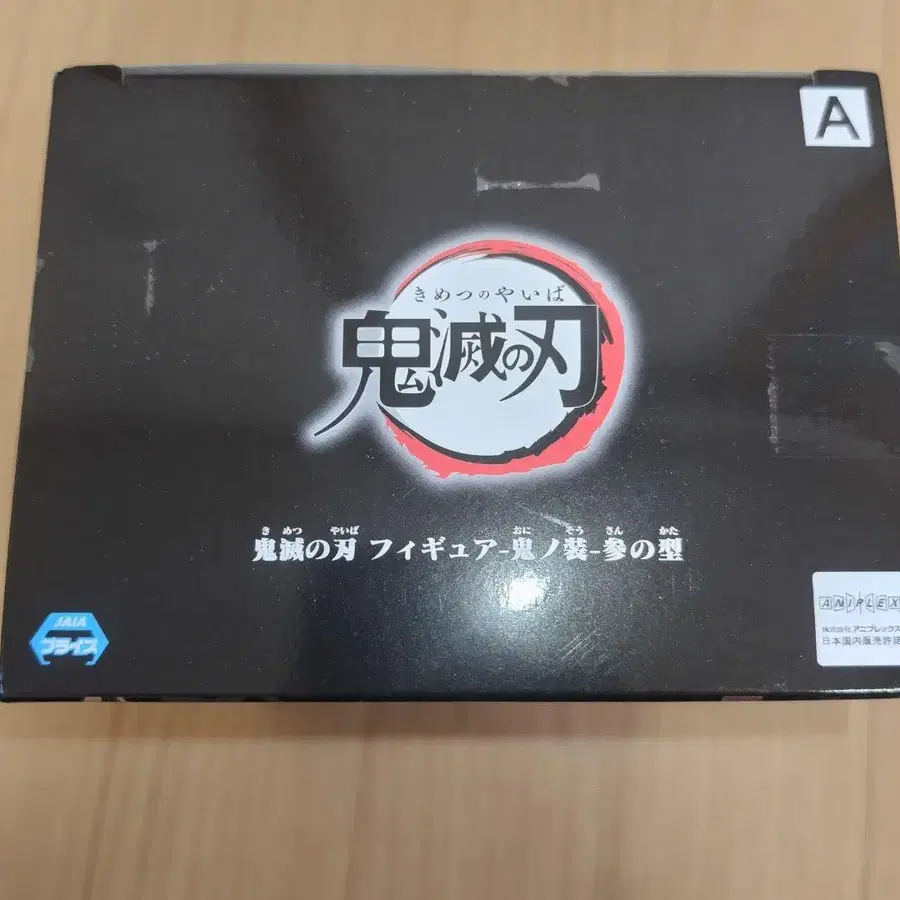 A
きめつのやいば
鬼滅の刃
きめつ やいば おに そう さん かた
鬼滅の刃 フィギュア-鬼ノ装-参の型
JAIA
プライズ
ANIPLEX
株式会社アニプレックス
日本国内販売許諾